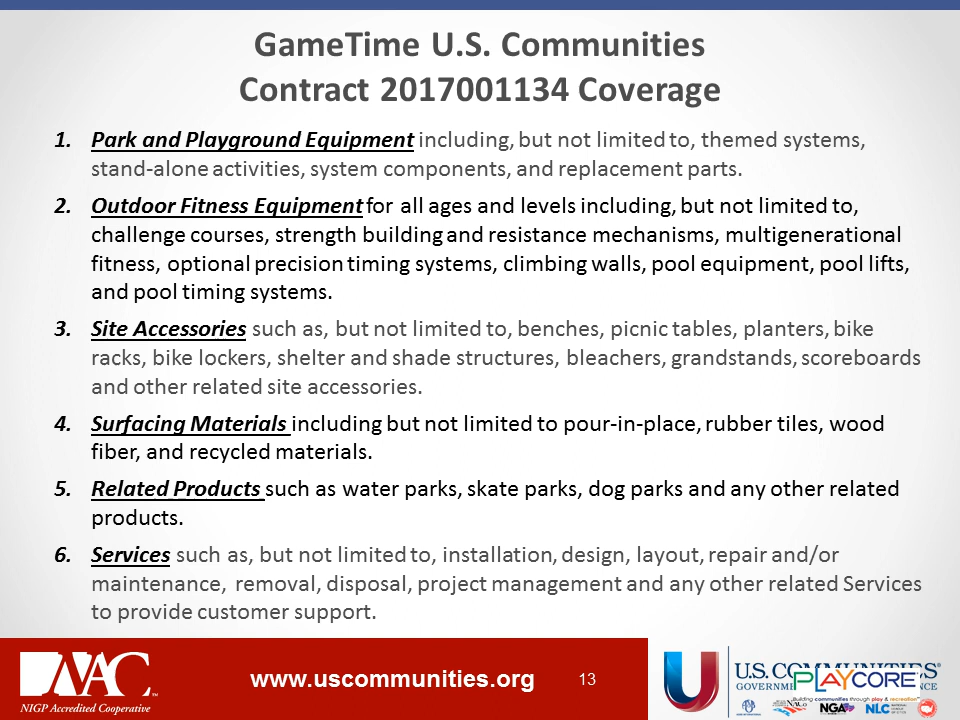 GameTime U.S. Communities
Contract 2017001134 Coverage
1. Park and Playground Equipment including, but not limited to, themed systems,
stand-alone activities, system components, and replacement parts.
2. Outdoor Fitness Equipment for all ages and levels including, but not limited to,
challenge courses, strength building and resistance mechanisms, multigenerational
fitness, optional precision timing systems, climbing walls, pool equipment, pool lifts,
and pool timing systems.
3. Site Accessories such as, but not limited to, benches, picnic tables, planters, bike
racks, bike lockers, shelter and shade structures, bleachers, grandstands, scoreboards
and other related site accessories.
4. Surfacing Materials including but not limited to pour-in-place, rubber tiles, wood
fiber, and recycled materials.
5. Related Products such as water parks, skate parks, dog parks and any other related
products.
6. Services such as, but not limited to, installation, design, layout, repair and/or
maintenance, removal, disposal, project management and any other related Services
to provide customer support.
NAC™
NIGP Accredited Cooperative
www.uscommunities.org
13
U.S. COMMUNITIES®
PLAYCORE
Building communities through play & recreation
NACo
NGA
NLC